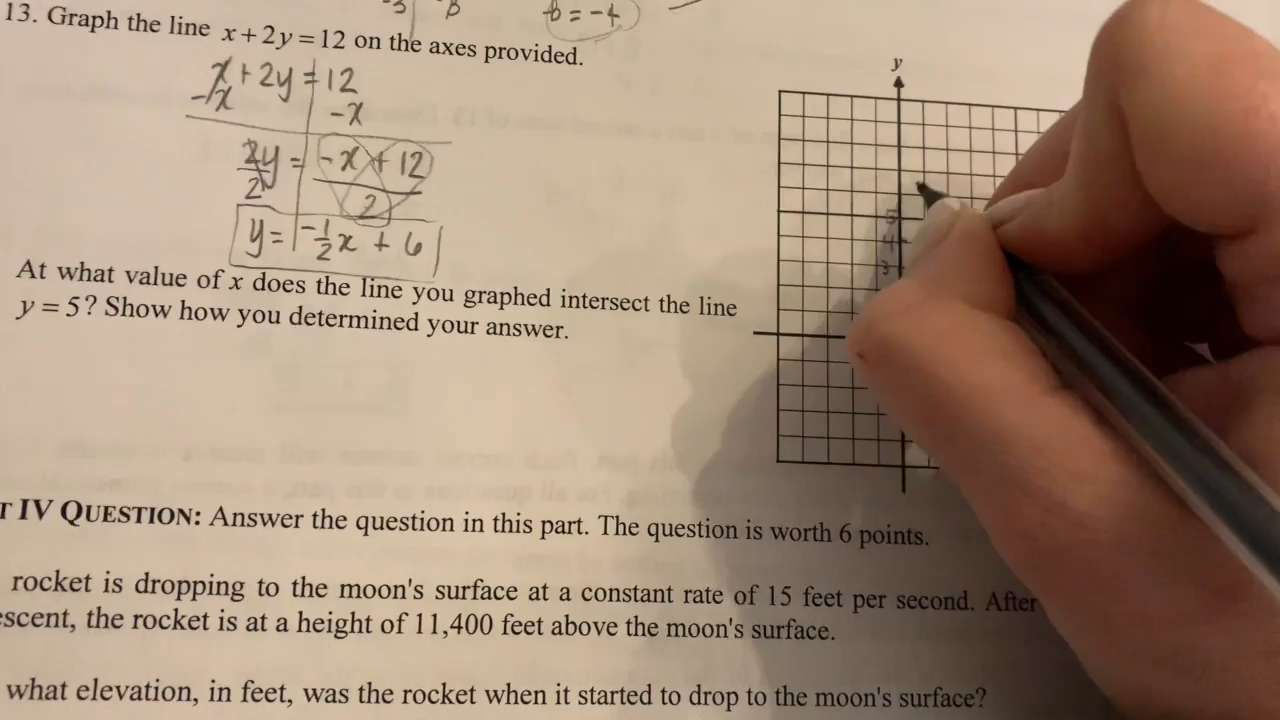 -3
b = -4
13. Graph the line x + 2y = 12 on the axes provided.
x + 2y = 12
-x -x
2y = -x + 12
2 2
y = -1/2x + 6
y
5
4
3
At what value of x does the line you graphed intersect the line
y = 5? Show how you determined your answer.
T IV QUESTION: Answer the question in this part. The question is worth 6 points.
rocket is dropping to the moon's surface at a constant rate of 15 feet per second. After
escent, the rocket is at a height of 11,400 feet above the moon's surface.
what elevation, in feet, was the rocket when it started to drop to the moon's surface?